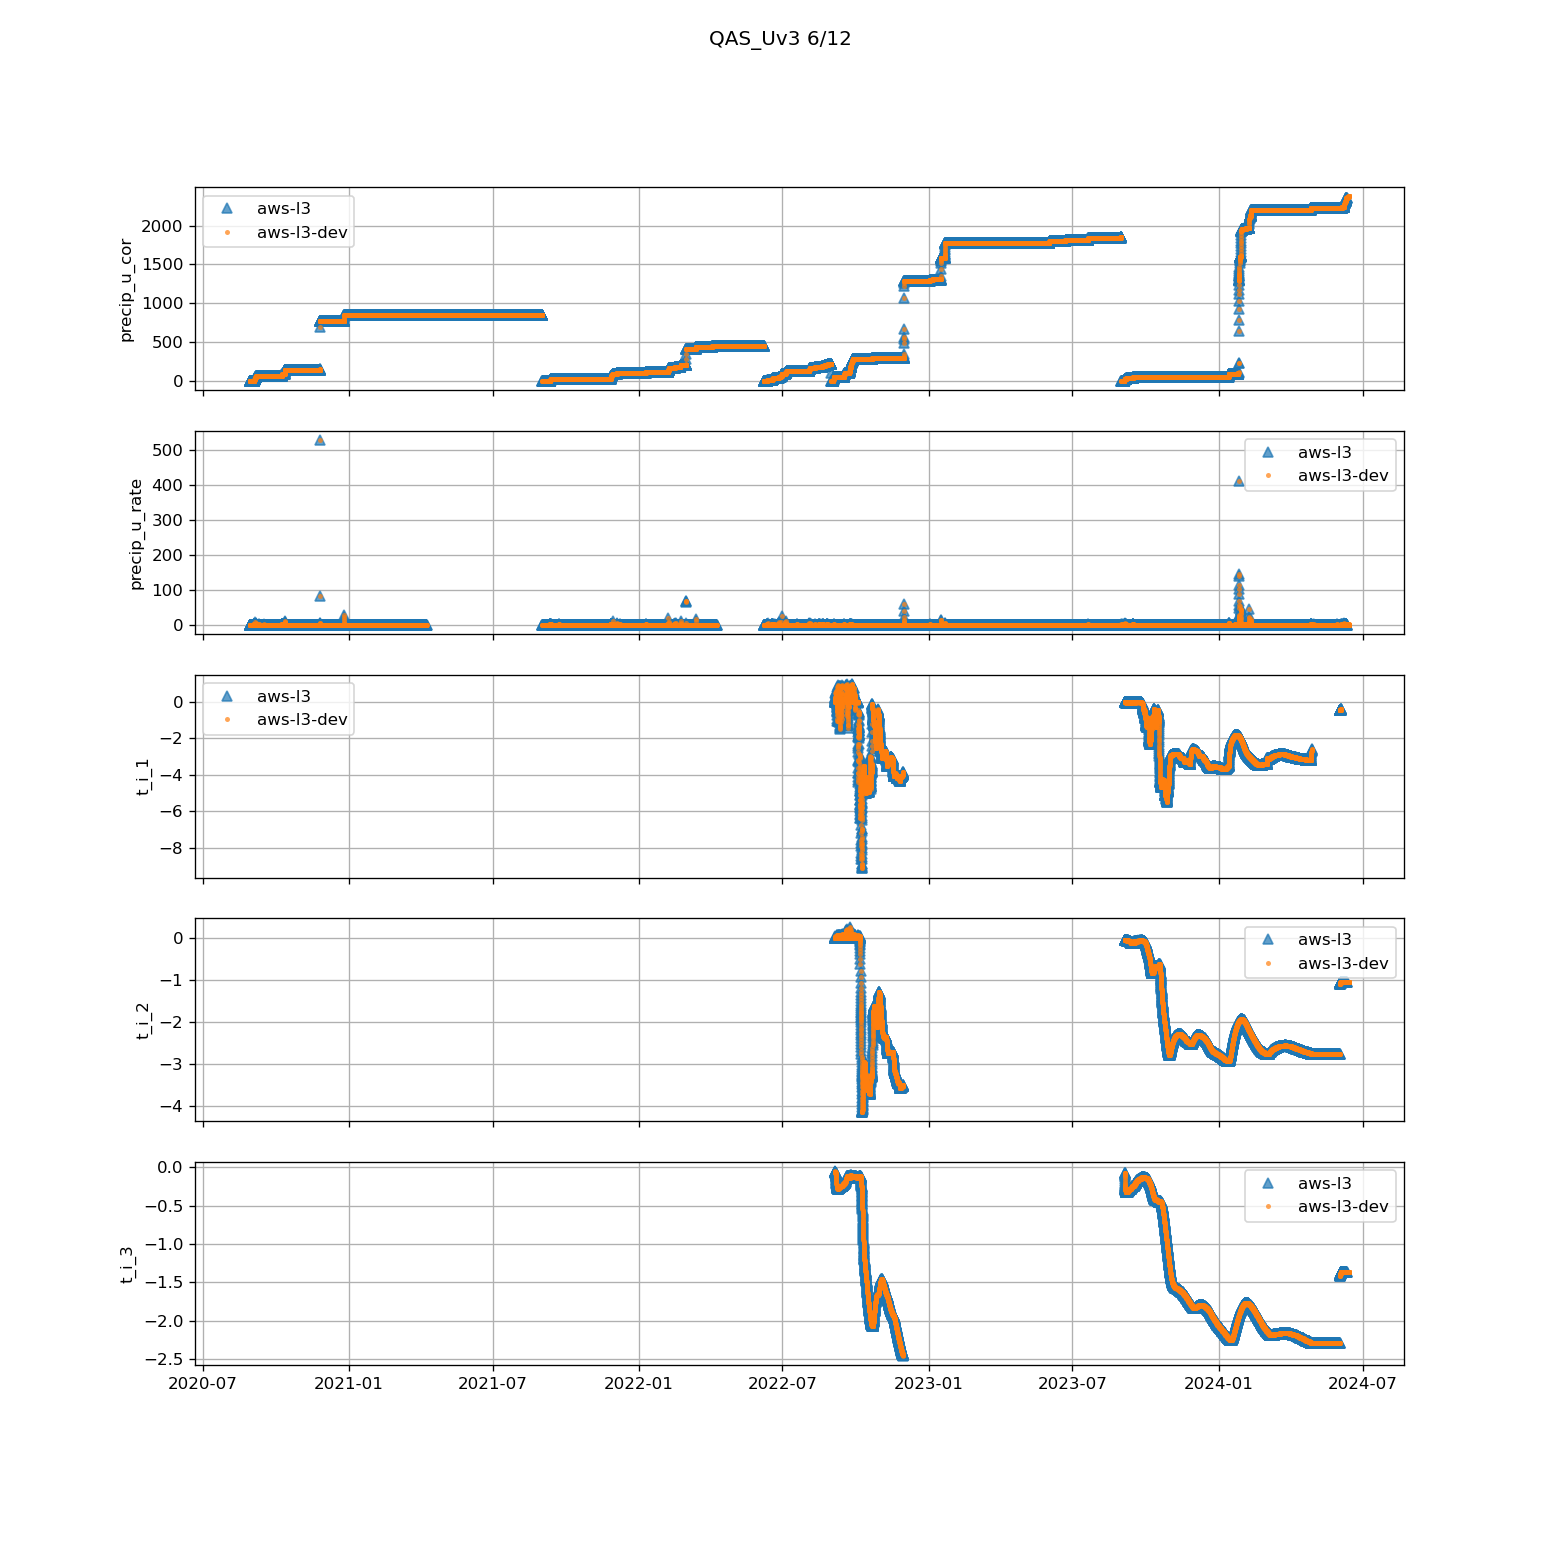 QAS_Uv3 6/12
precip_u_cor
2000
1500
1000
500
0
aws-l3
aws-l3-dev
precip_u_rate
500
400
300
200
100
0
aws-l3
aws-l3-dev
t_i_1
0
−2
−4
−6
−8
aws-l3
aws-l3-dev
t_i_2
0
−1
−2
−3
−4
aws-l3
aws-l3-dev
t_i_3
0.0
−0.5
−1.0
−1.5
−2.0
−2.5
aws-l3
aws-l3-dev
2020-07 2021-01 2021-07 2022-01 2022-07 2023-01 2023-07 2024-01 2024-07